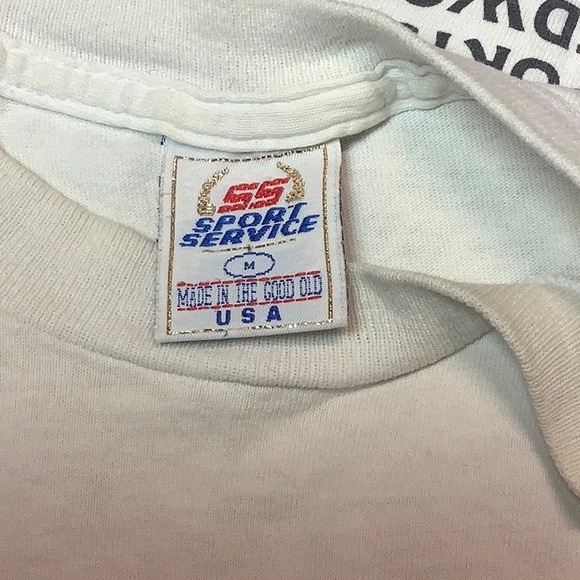 SS
SPORT
SERVICE
M
MADE IN THE GOOD OLD
USA